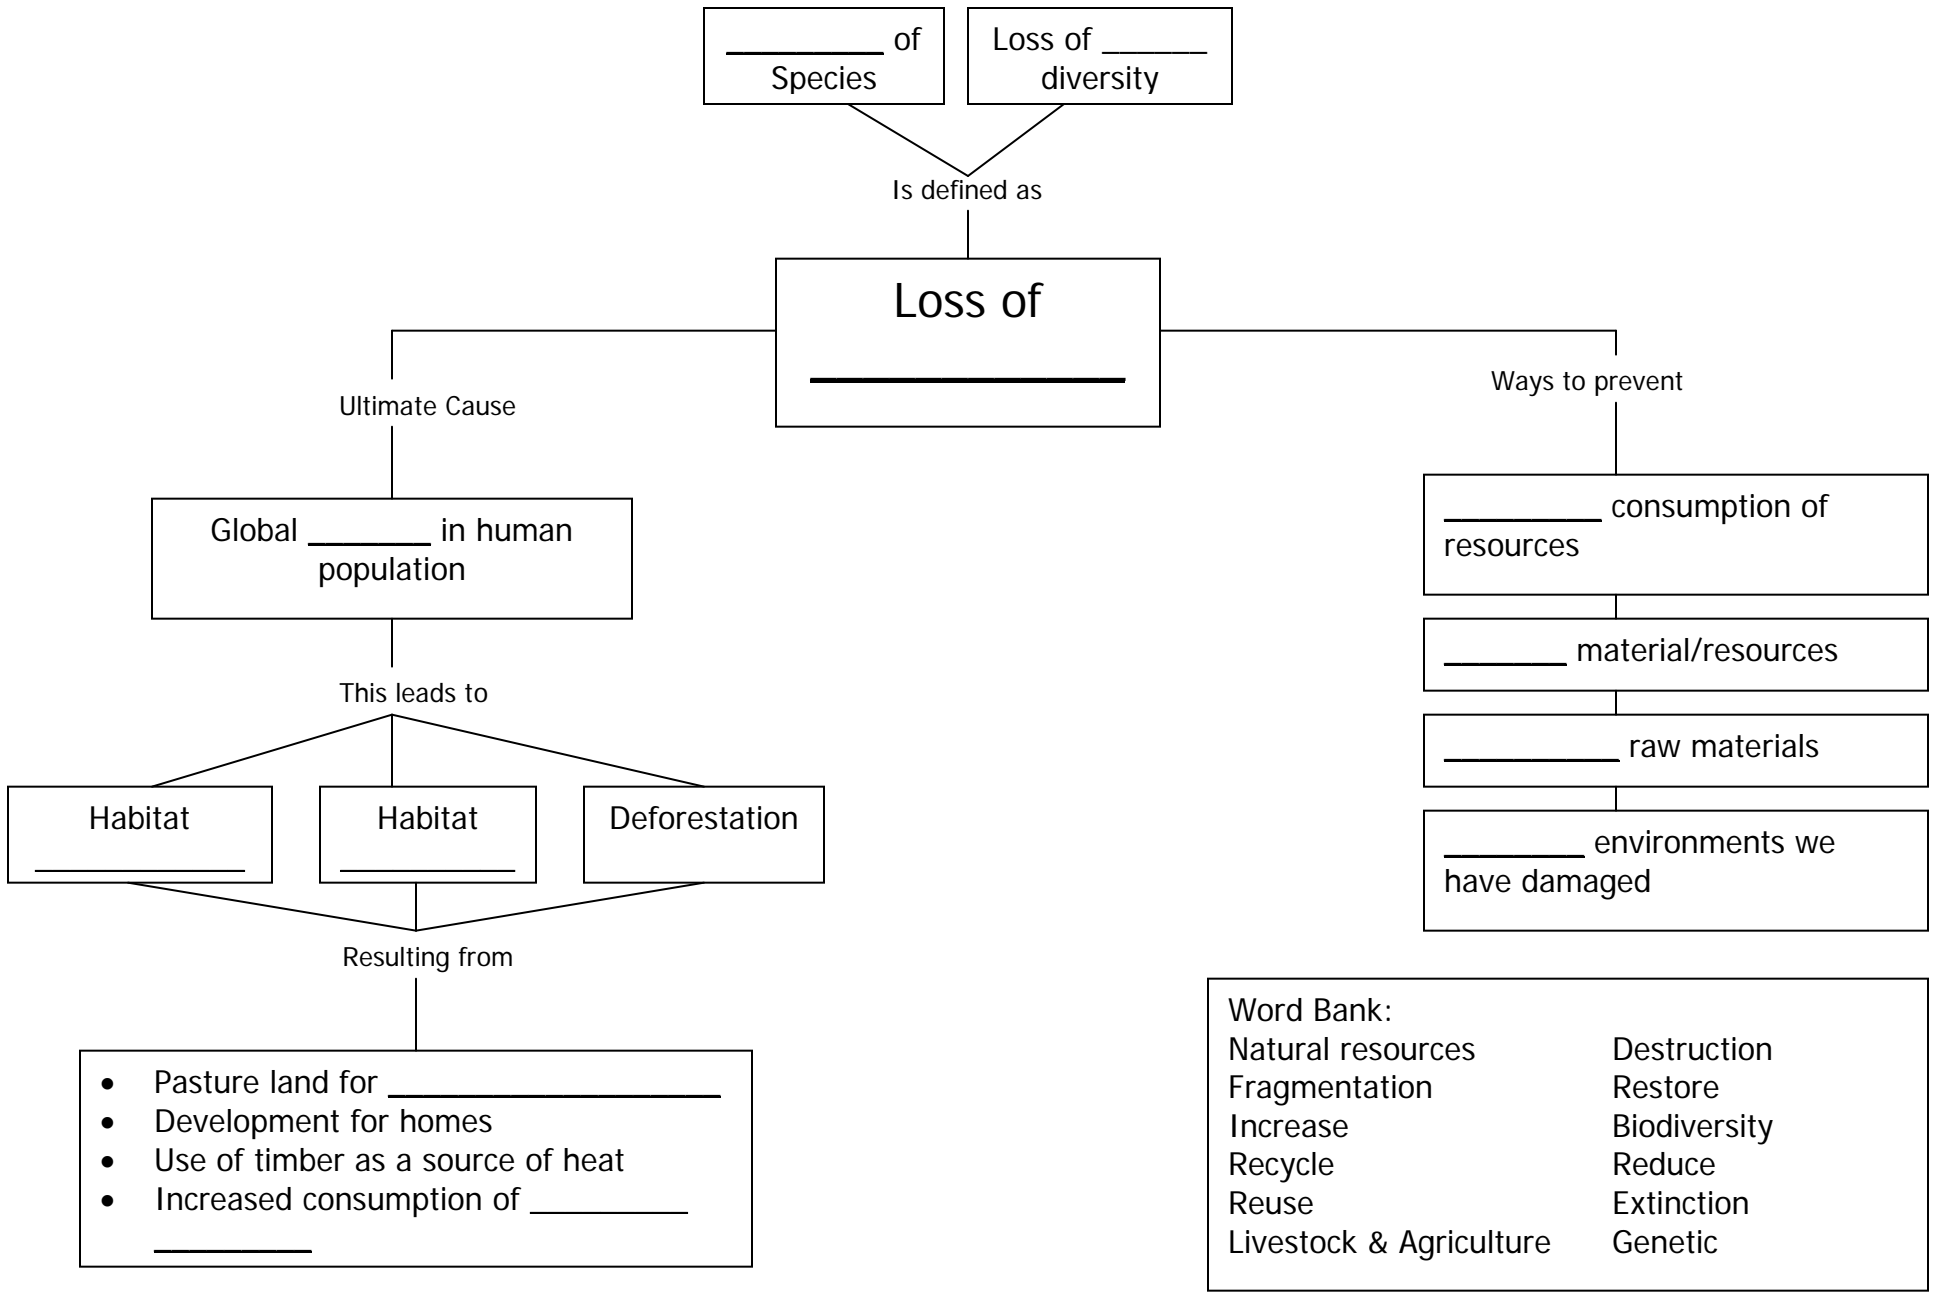 _________ of
Species
Loss of ______
diversity
Is defined as
Loss of
____________
Ultimate Cause
Ways to prevent
Global _______ in human
population
_________ consumption of
resources
_______ material/resources
__________ raw materials
________ environments we
have damaged
This leads to
Habitat
____________
Habitat
__________
Deforestation
Resulting from
• Pasture land for ___________________
• Development for homes
• Use of timber as a source of heat
• Increased consumption of _________
_________
Word Bank:
Natural resources Destruction
Fragmentation Restore
Increase Biodiversity
Recycle Reduce
Reuse Extinction
Livestock & Agriculture Genetic